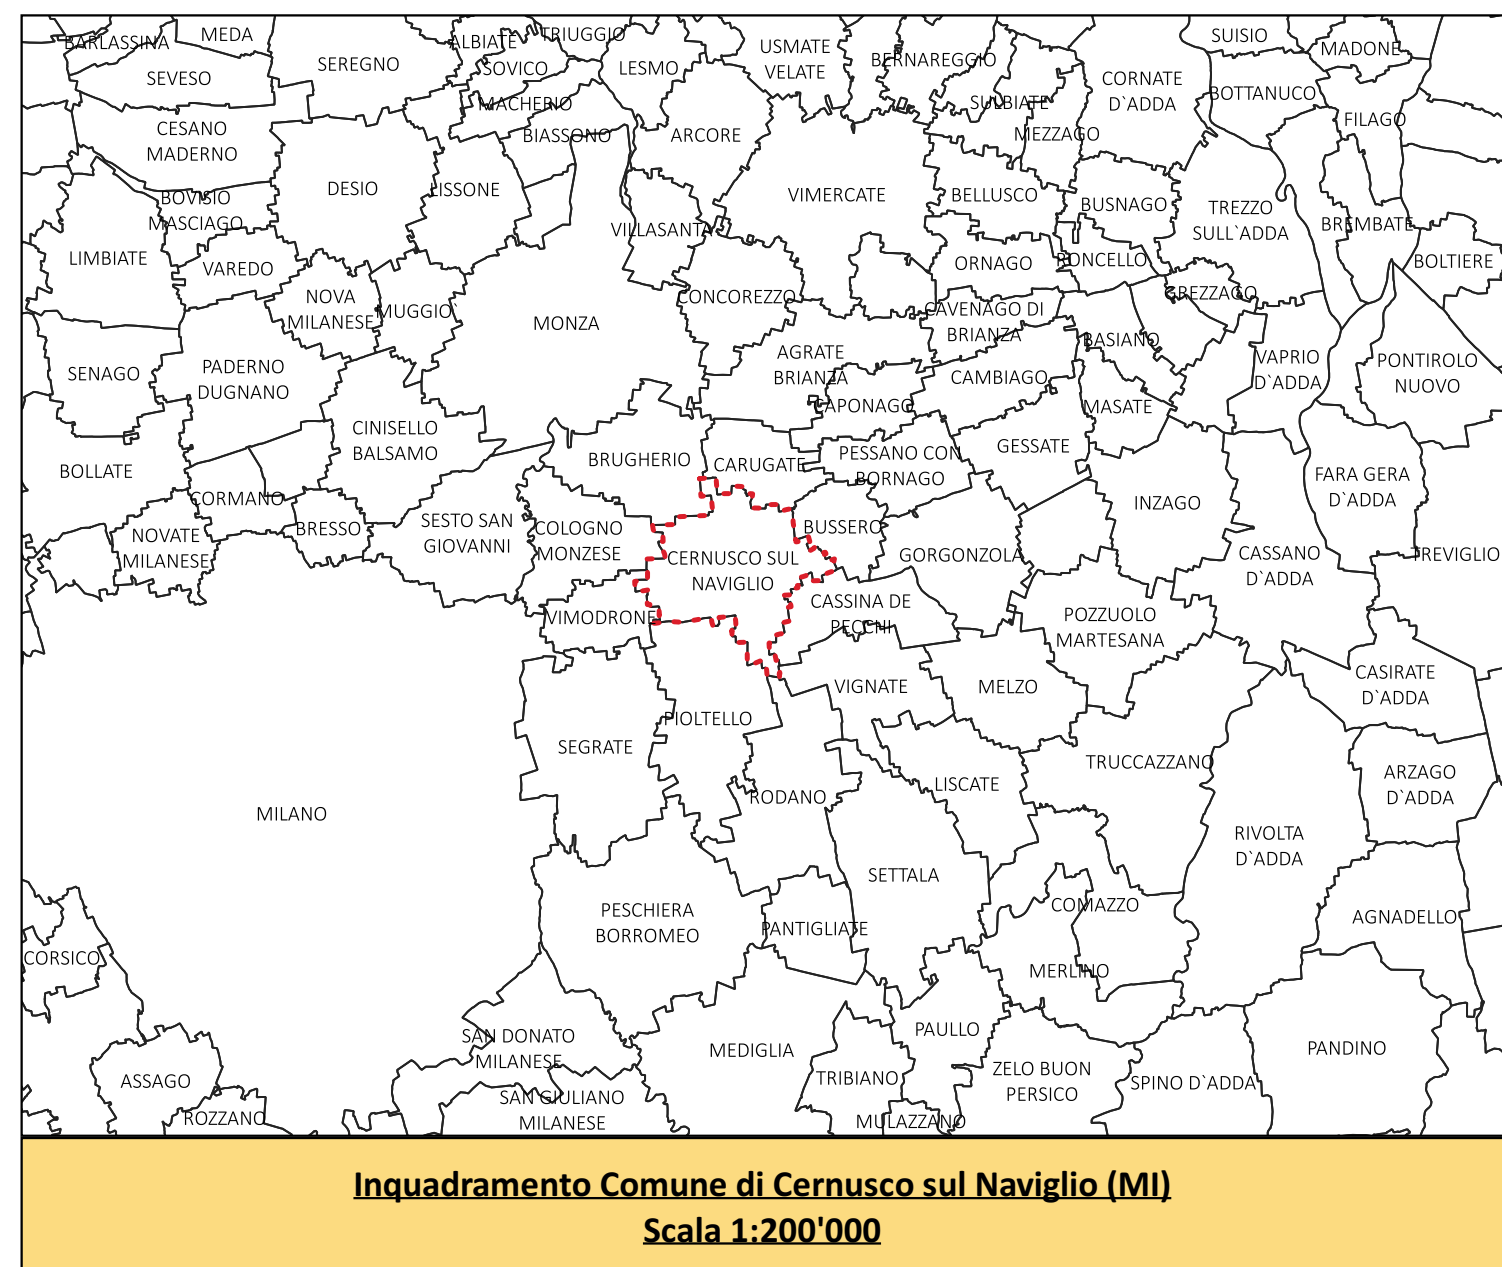 BARLASSINA
MEDA
SEVESO
SEREGNO
ALBIATE
TRIUGGIO
SOVICO
LESMO
USMATE
VELATE
BERNAREGGIO
SUISIO
MADONE
CORNATE
D`ADDA
BOTTANUCO
MACHERIO
SULBIATE
FILAGO
CESANO
MADERNO
BIASSONO
ARCORE
MEZZAGO
DESIO
LISSONE
VIMERCATE
BELLUSCO
BUSNAGO
BOVISIO
MASCIAGO
TREZZO
SULL`ADDA
BREMBATE
VILLASANTA
LIMBIATE
VAREDO
ORNAGO
RONCELLO
BOLTIERE
NOVA
MILANESE
MUGGIO`
CONCOREZZO
GREZZAGO
MONZA
CAVENAGO DI
BRIANZA
BASIANO
AGRATE
BRIANZA
SENAGO
PADERNO
DUGNANO
CAMBIAGO
VAPRIO
D`ADDA
PONTIROLO
NUOVO
CAPONAGO
MASATE
CINISELLO
BALSAMO
BOLLATE
BRUGHERIO
CARUGATE
PESSANO CON
BORNAGO
GESSATE
FARA GERA
D`ADDA
CORMANO
INZAGO
NOVATE
MILANESE
BRESSO
SESTO SAN
GIOVANNI
COLOGNO
MONZESE
BUSSERO
CERNUSCO SUL
NAVIGLIO
GORGONZOLA
CASSANO
D`ADDA
TREVIGLIO
VIMODRONE
CASSINA DE
PECCHI
POZZUOLO
MARTESANA
VIGNATE
MELZO
CASIRATE
D`ADDA
PIOLTELLO
SEGRATE
TRUCCAZZANO
LISCATE
ARZAGO
D`ADDA
RODANO
MILANO
RIVOLTA
D`ADDA
SETTALA
PESCHIERA
BORROMEO
PANTIGLIATE
COMAZZO
AGNADELLO
CORSICO
MERLINO
SAN DONATO
MILANESE
MEDIGLIA
PAULLO
PANDINO
ASSAGO
TRIBIANO
ZELO BUON
PERSICO
SPINO D`ADDA
ROZZANO
SAN GIULIANO
MILANESE
MULAZZANO
Inquadramento Comune di Cernusco sul Naviglio (MI)
Scala 1:200'000